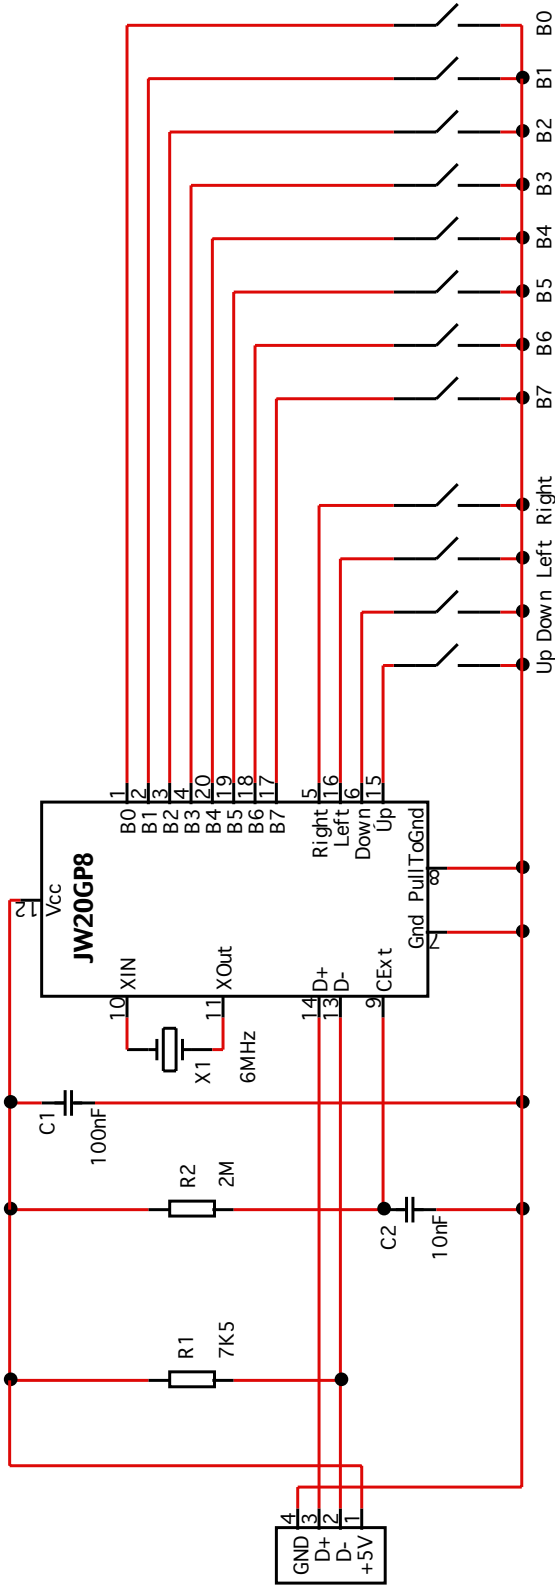 B0
B1
B2
B3
B4
B5
B6
B7
Right
Left
Down
Up
1
2
3
4
20
19
18
17
5
16
6
15
B0
B1
B2
B3
B4
B5
B6
B7
Right
Left
Down
Up
12
Vcc
JW20GP8
PullToGnd
8
Gnd
7
XIN
XOut
D+
D-
CExt
10
11
14
13
9
X1
6MHz
C1
100nF
R2
2M
C2
10nF
R1
7K5
4
3
2
1
GND
D+
D-
+5V